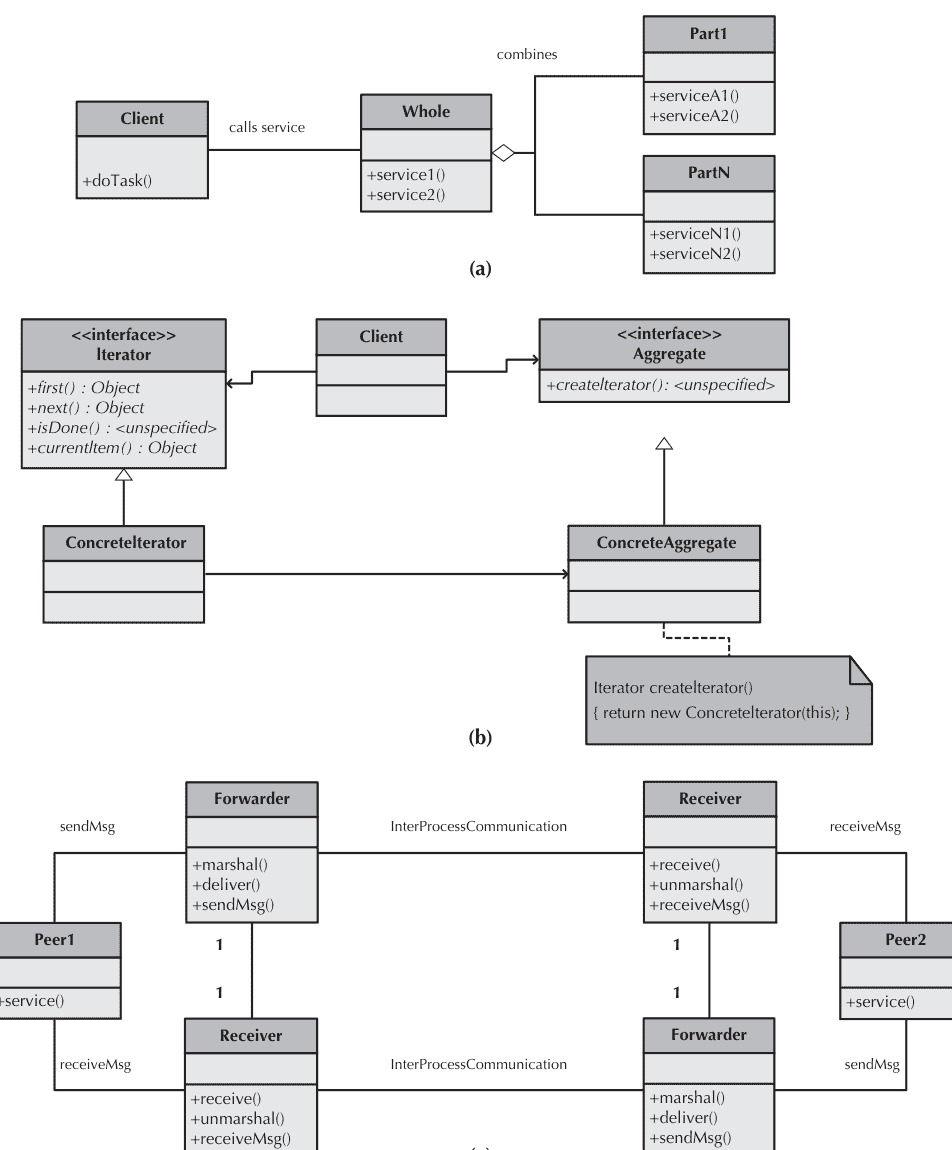 Part1
combines
+serviceA1()
+serviceA2()
Client
calls service
Whole
+doTask()
+service1()
+service2()
PartN
+serviceN1()
+serviceN2()
(a)
<<interface>>
Iterator
+first() : Object
+next() : Object
+isDone() : <unspecified>
+currentItem() : Object
Client
<<interface>>
Aggregate
+createIterator(): <unspecified>
ConcreteIterator
ConcreteAggregate
Iterator createIterator()
{ return new ConcreteIterator(this); }
(b)
Forwarder
+marshal()
+deliver()
+sendMsg()
sendMsg
InterProcessCommunication
Receiver
+receive()
+unmarshal()
+receiveMsg()
receiveMsg
Peer1
+service()
1
1
1
1
Peer2
+service()
receiveMsg
Receiver
+receive()
+unmarshal()
+receiveMsg()
InterProcessCommunication
Forwarder
+marshal()
+deliver()
+sendMsg()
sendMsg